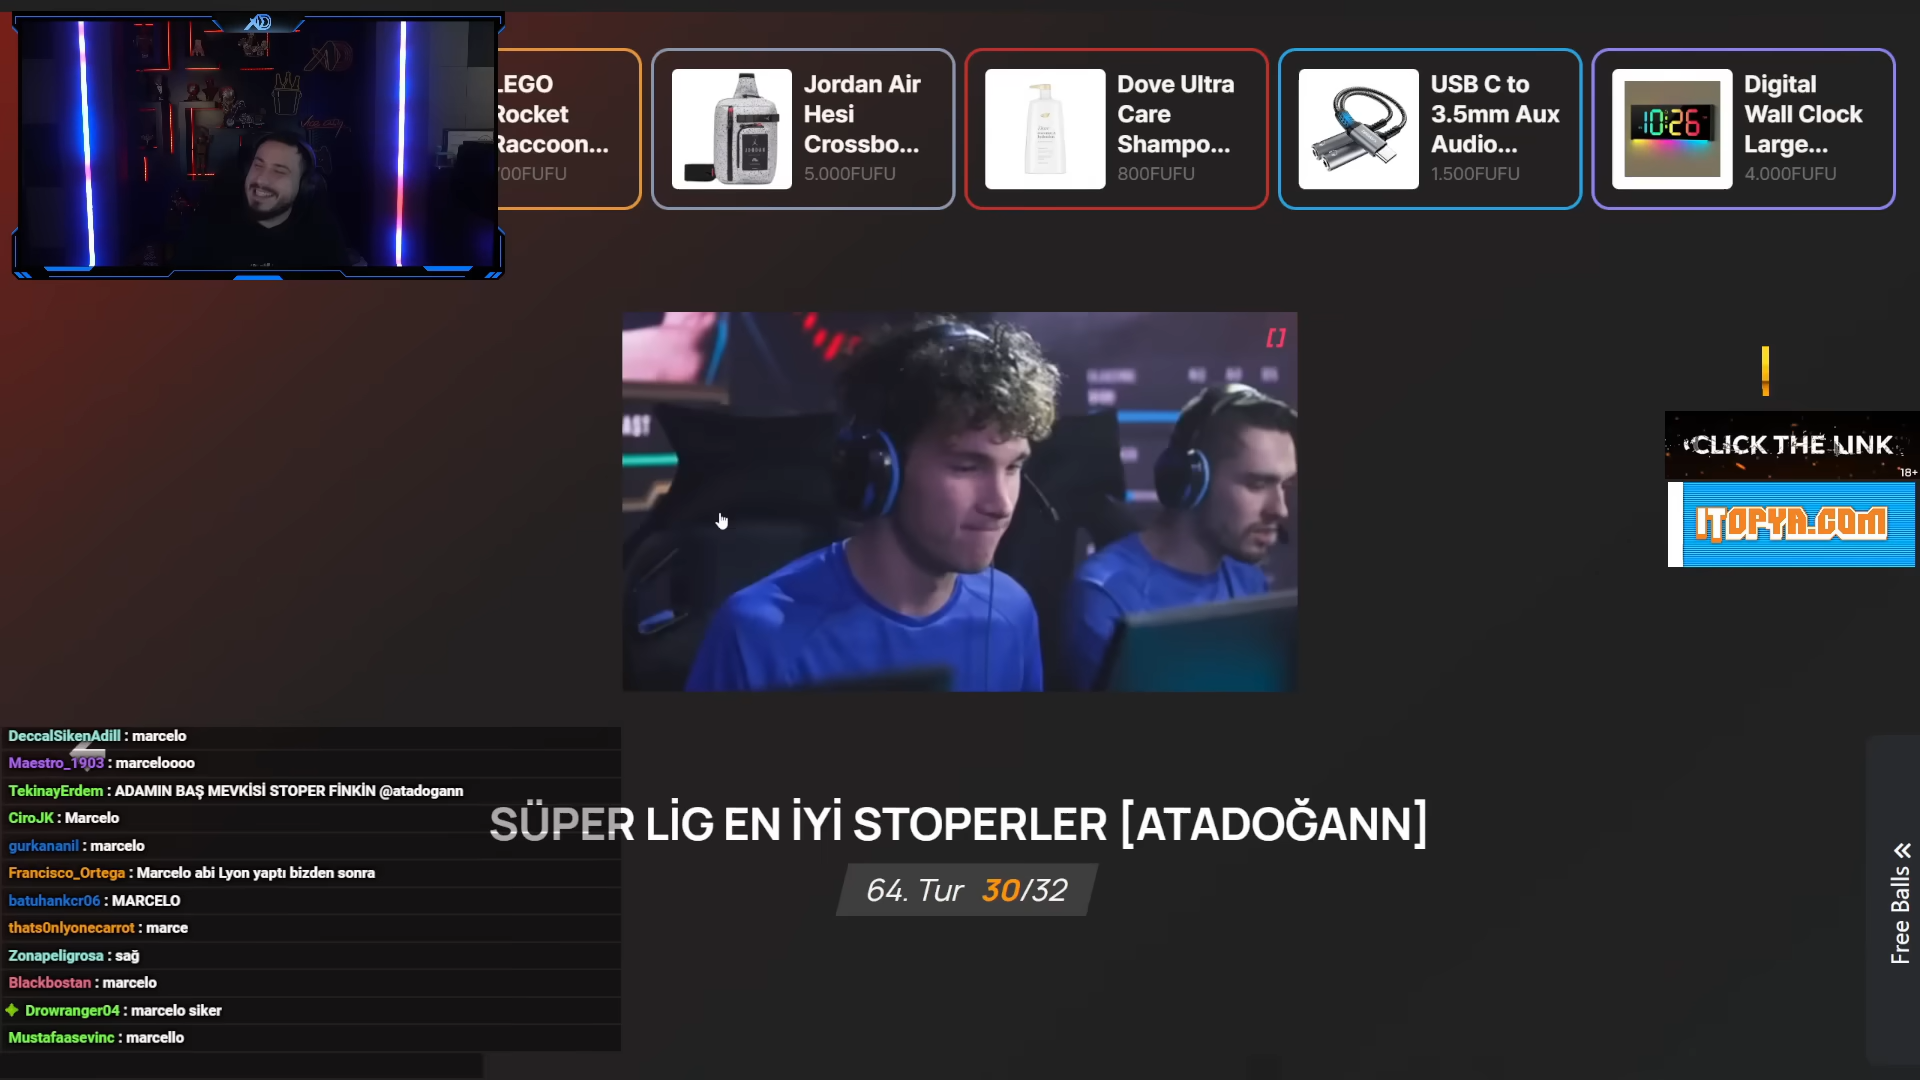 LEGO
Rocket
Raccoon...
700FUFU
Jordan Air
Hesi
Crossbo...
5.000FUFU
Dove Ultra
Care
Shampo...
800FUFU
USB C to
3.5mm Aux
Audio...
1.500FUFU
10:26
Digital
Wall Clock
Large...
4.000FUFU
CLICK THE LINK
18+
ITOPYA.COM
DeccalSikenAdill : marcelo
Maestro_1903 : marceloooo
TekinayErdem : ADAMIN BAŞ MEVKİSİ STOPER FİNKİN @atadogann
CiroJK : Marcelo
gurkananil : marcelo
Francisco_Ortega : Marcelo abi Lyon yaptı bizden sonra
batuhankcr06 : MARCELO
thats0nlyonecarrot : marce
Zonapeligrosa : sağ
Blackbostan : marcelo
Drowranger04 : marcelo siker
Mustafaasevinc : marcello
SÜPER LİG EN İYİ STOPERLER [ATADOĞANN]
64. Tur 30/32
Free Balls